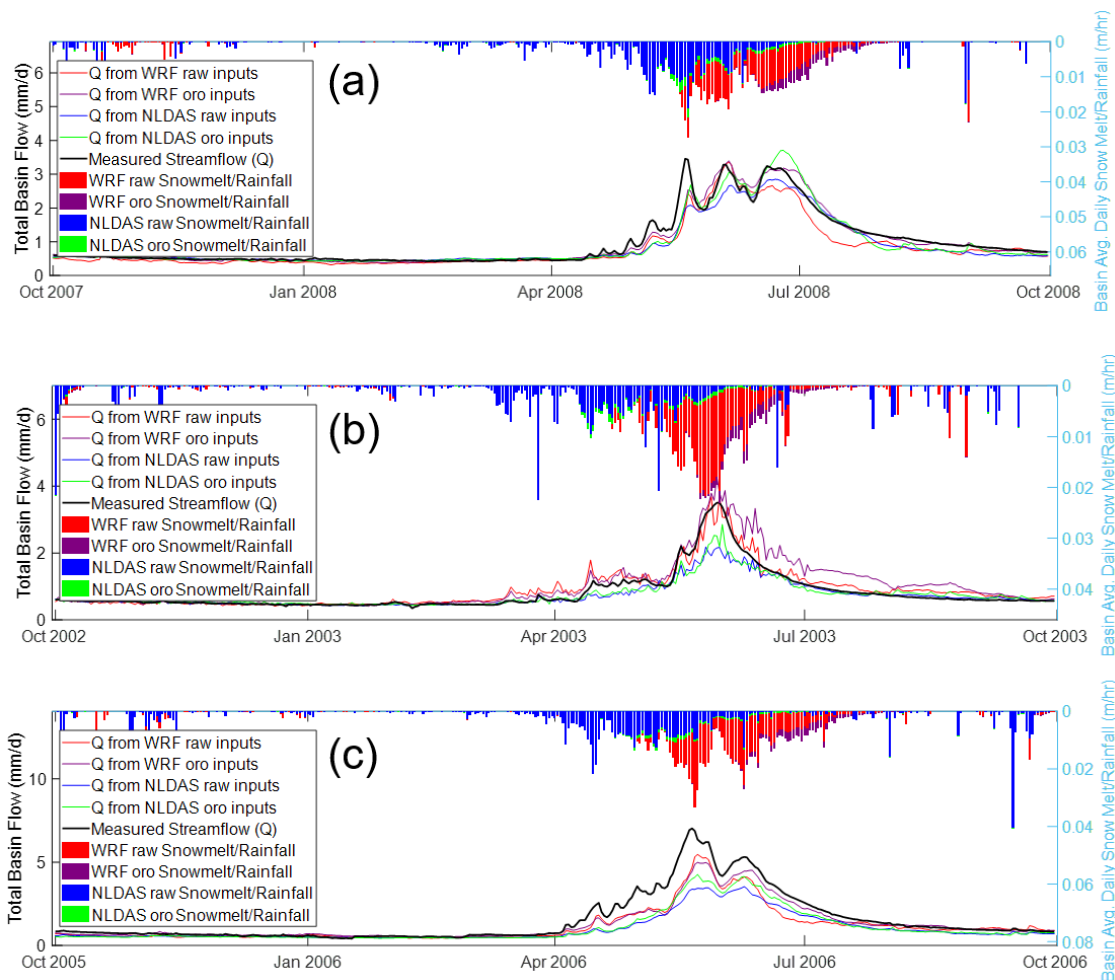 (a)
Total Basin Flow (mm/d)
6
5
4
3
2
1
0
Q from WRF raw inputs
Q from WRF oro inputs
Q from NLDAS raw inputs
Q from NLDAS oro inputs
Measured Streamflow (Q)
WRF raw Snowmelt/Rainfall
WRF oro Snowmelt/Rainfall
NLDAS raw Snowmelt/Rainfall
NLDAS oro Snowmelt/Rainfall
0
0.01
0.02
0.03
0.04
0.05
0.06
Basin Avg. Daily Snow Melt/Rainfall (m/hr)
Oct 2007 Jan 2008 Apr 2008 Jul 2008 Oct 2008
(b)
Total Basin Flow (mm/d)
6
4
2
0
Q from WRF raw inputs
Q from WRF oro inputs
Q from NLDAS raw inputs
Q from NLDAS oro inputs
Measured Streamflow (Q)
WRF raw Snowmelt/Rainfall
WRF oro Snowmelt/Rainfall
NLDAS raw Snowmelt/Rainfall
NLDAS oro Snowmelt/Rainfall
0
0.01
0.02
0.03
0.04
Basin Avg. Daily Snow Melt/Rainfall (m/hr)
Oct 2002 Jan 2003 Apr 2003 Jul 2003 Oct 2003
(c)
Total Basin Flow (mm/d)
10
5
0
Q from WRF raw inputs
Q from WRF oro inputs
Q from NLDAS raw inputs
Q from NLDAS oro inputs
Measured Streamflow (Q)
WRF raw Snowmelt/Rainfall
WRF oro Snowmelt/Rainfall
NLDAS raw Snowmelt/Rainfall
NLDAS oro Snowmelt/Rainfall
0
0.02
0.04
0.06
0.08
Basin Avg. Daily Snow Melt/Rainfall (m/hr)
Oct 2005 Jan 2006 Apr 2006 Jul 2006 Oct 2006